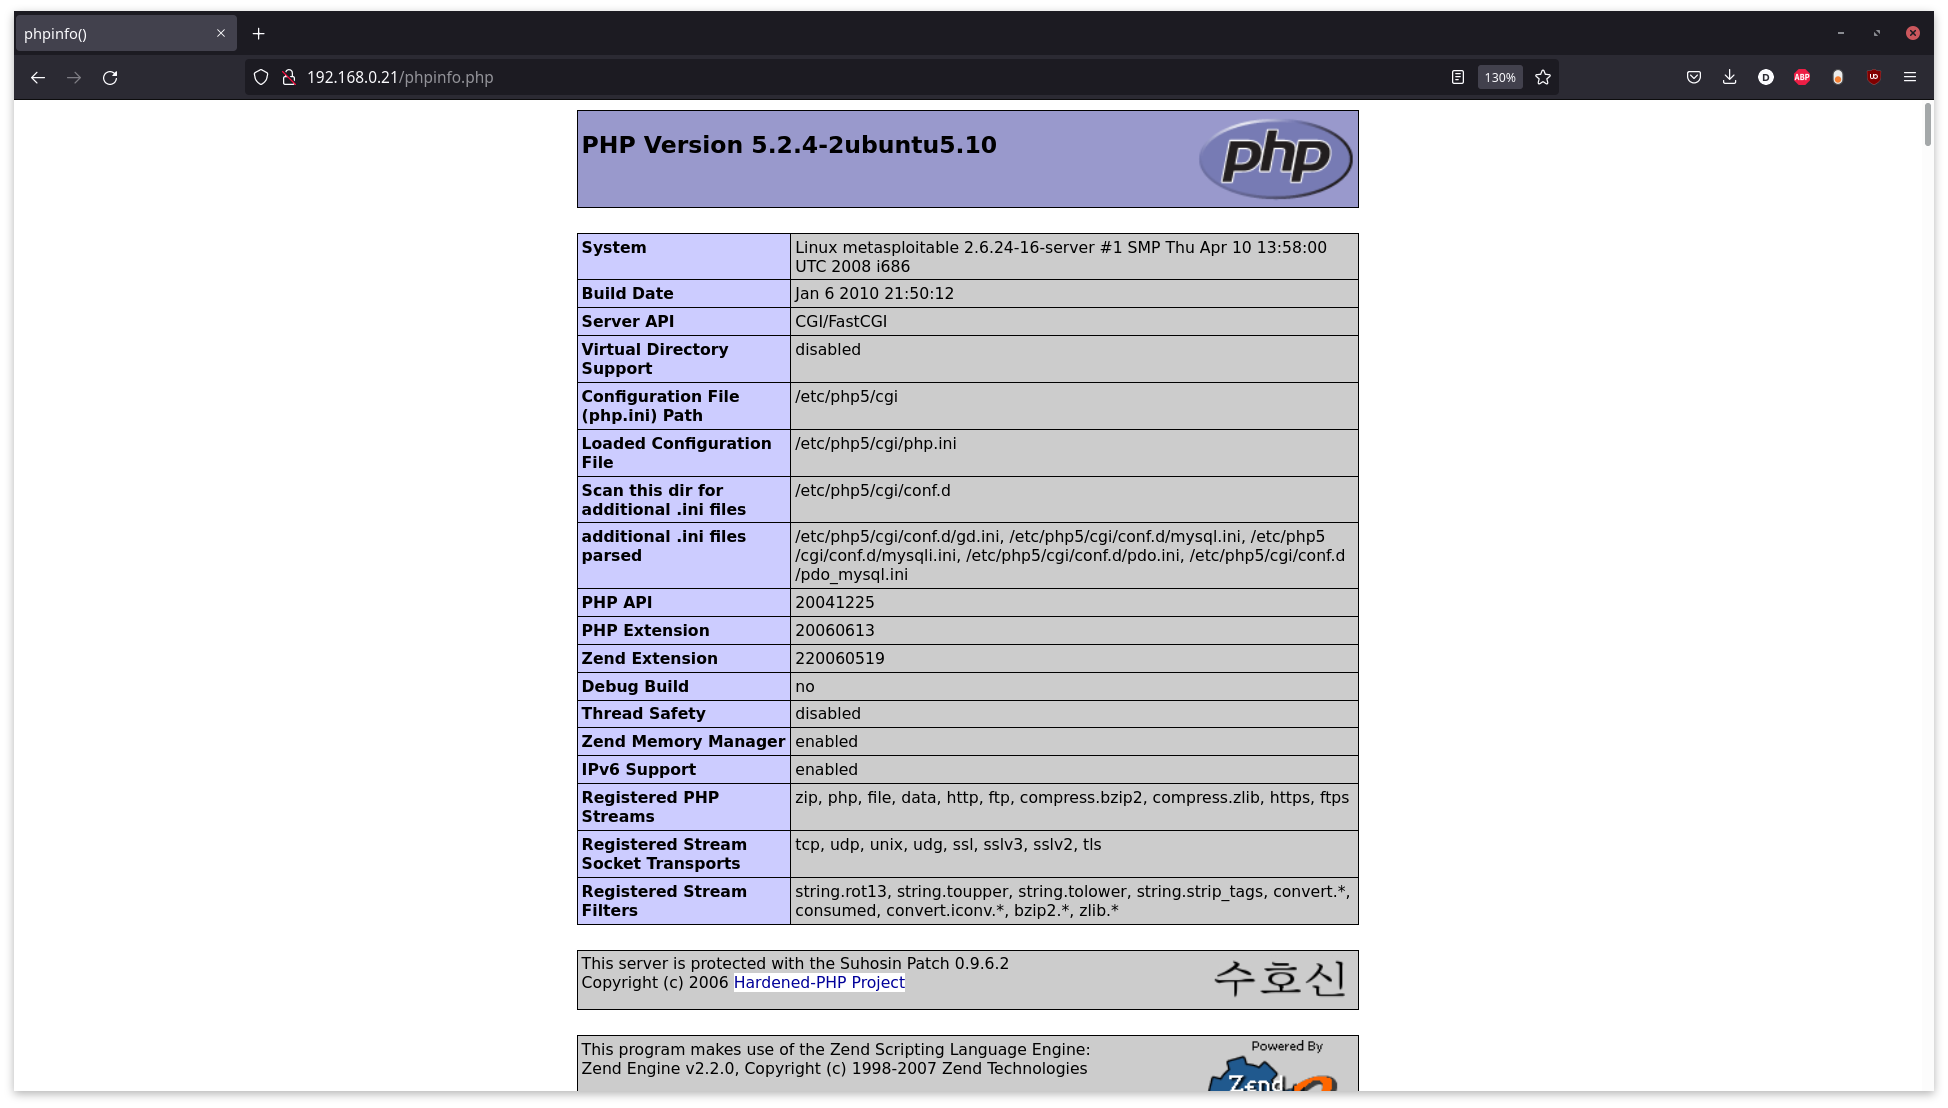 phpinfo()
192.168.0.21/phpinfo.php
130%
D
ABP
UD
PHP Version 5.2.4-2ubuntu5.10
php
System
Linux metasploitable 2.6.24-16-server #1 SMP Thu Apr 10 13:58:00
UTC 2008 i686
Build Date
Jan 6 2010 21:50:12
Server API
CGI/FastCGI
Virtual Directory
Support
disabled
Configuration File
(php.ini) Path
/etc/php5/cgi
Loaded Configuration
File
/etc/php5/cgi/php.ini
Scan this dir for
additional .ini files
/etc/php5/cgi/conf.d
additional .ini files
parsed
/etc/php5/cgi/conf.d/gd.ini, /etc/php5/cgi/conf.d/mysql.ini, /etc/php5
/cgi/conf.d/mysqli.ini, /etc/php5/cgi/conf.d/pdo.ini, /etc/php5/cgi/conf.d
/pdo_mysql.ini
PHP API
20041225
PHP Extension
20060613
Zend Extension
220060519
Debug Build
no
Thread Safety
disabled
Zend Memory Manager
enabled
IPv6 Support
enabled
Registered PHP
Streams
zip, php, file, data, http, ftp, compress.bzip2, compress.zlib, https, ftps
Registered Stream
Socket Transports
tcp, udp, unix, udg, ssl, sslv3, sslv2, tls
Registered Stream
Filters
string.rot13, string.toupper, string.tolower, string.strip_tags, convert.*,
consumed, convert.iconv.*, bzip2.*, zlib.*
This server is protected with the Suhosin Patch 0.9.6.2
Copyright (c) 2006 Hardened-PHP Project
수호신
This program makes use of the Zend Scripting Language Engine:
Zend Engine v2.2.0, Copyright (c) 1998-2007 Zend Technologies
Powered By
Zend